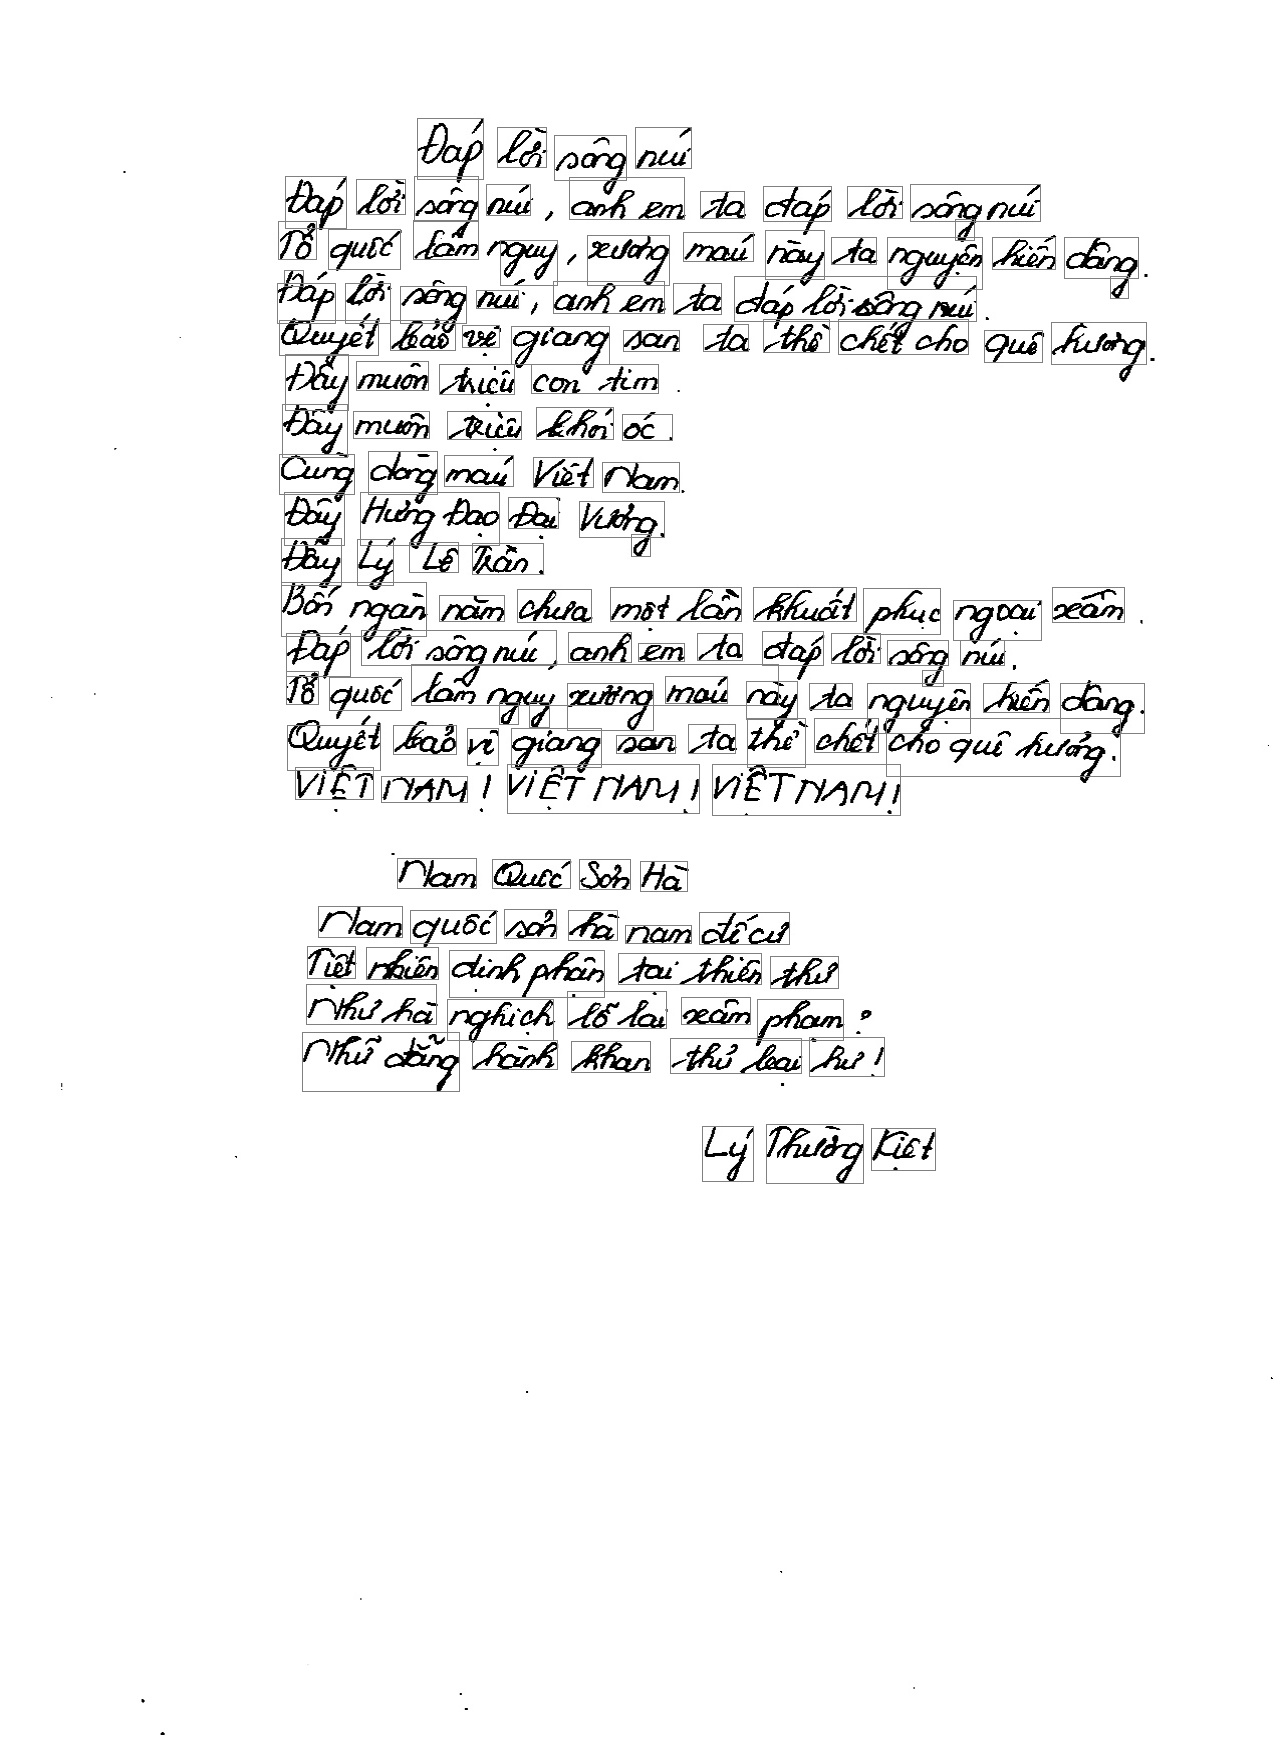 Đáp lời sông núi
Đáp lời sông núi, anh em ta đáp lời sông núi
Tổ quốc lâm nguy, xương máu này ta nguyện hiến dâng.
Đáp lời sông núi, anh em ta đáp lời sông núi.
Quyết bảo vệ giang san ta thề chết cho quê hương.
Đây muôn triệu con tim.
Đây muôn triệu khối óc.
Cùng dòng máu Việt Nam.
Đây Hưng Đạo Đại Vương.
Đây Lý Lê Trần.
Bốn ngàn năm chưa một lần khuất phục ngoại xâm.
Đáp lời sông núi, anh em ta đáp lời sông núi.
Tổ quốc lâm nguy xương máu này ta nguyện hiến dâng.
Quyết bảo vị giang san ta thề chết cho quê hương.
VIỆT NAM! VIỆT NAM! VIỆT NAM!
Nam Quốc Sơn Hà
Nam quốc sơn hà nam đế cư
Tiệt nhiên định phận tại thiên thư
Như hà nghịch lỗ lai xâm phạm?
Như đẳng hành khan thủ bại hư!
Lý Thường Kiệt